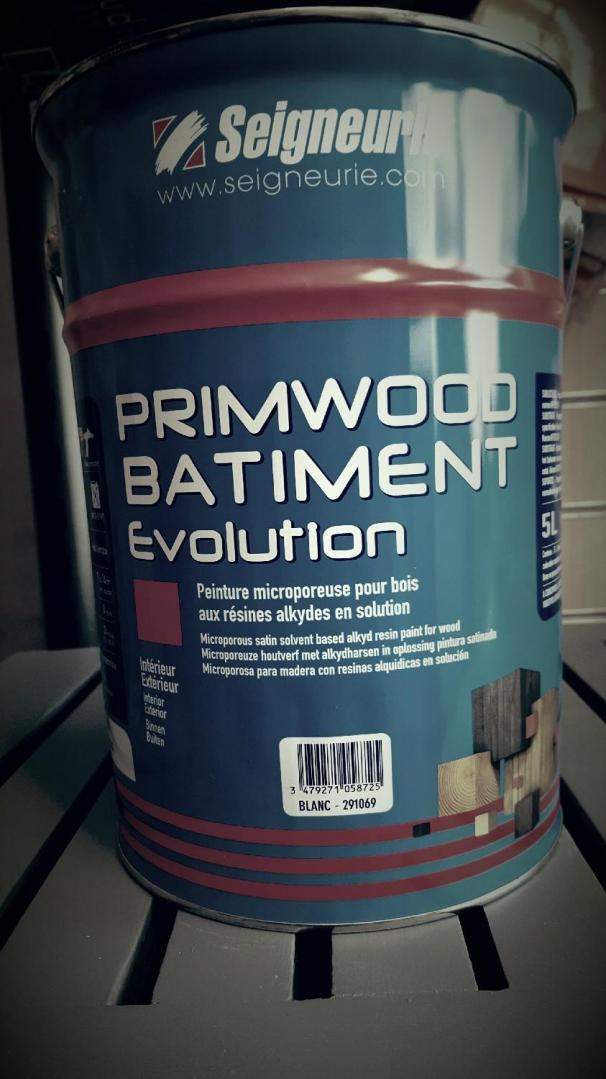 Seigneurie
www.seigneurie.com
PRIMWOOD
BATIMENT
Evolution
Peinture microporeuse pour bois
aux résines alkydes en solution
Microporous satin solvent based alkyd resin paint for wood
Microporeuze houtverf met alkydharsen in oplossing pintura satinada
Microporosa para madera con resinas alquidicas en solución
Intérieur
Extérieur
Interior
Exterior
Binnen
Buiten
5L
3 479271 058725
BLANC - 291069